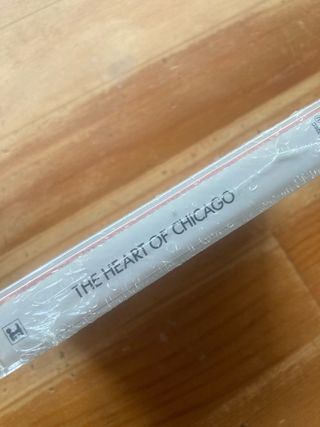 THE HEART OF CHICAGO